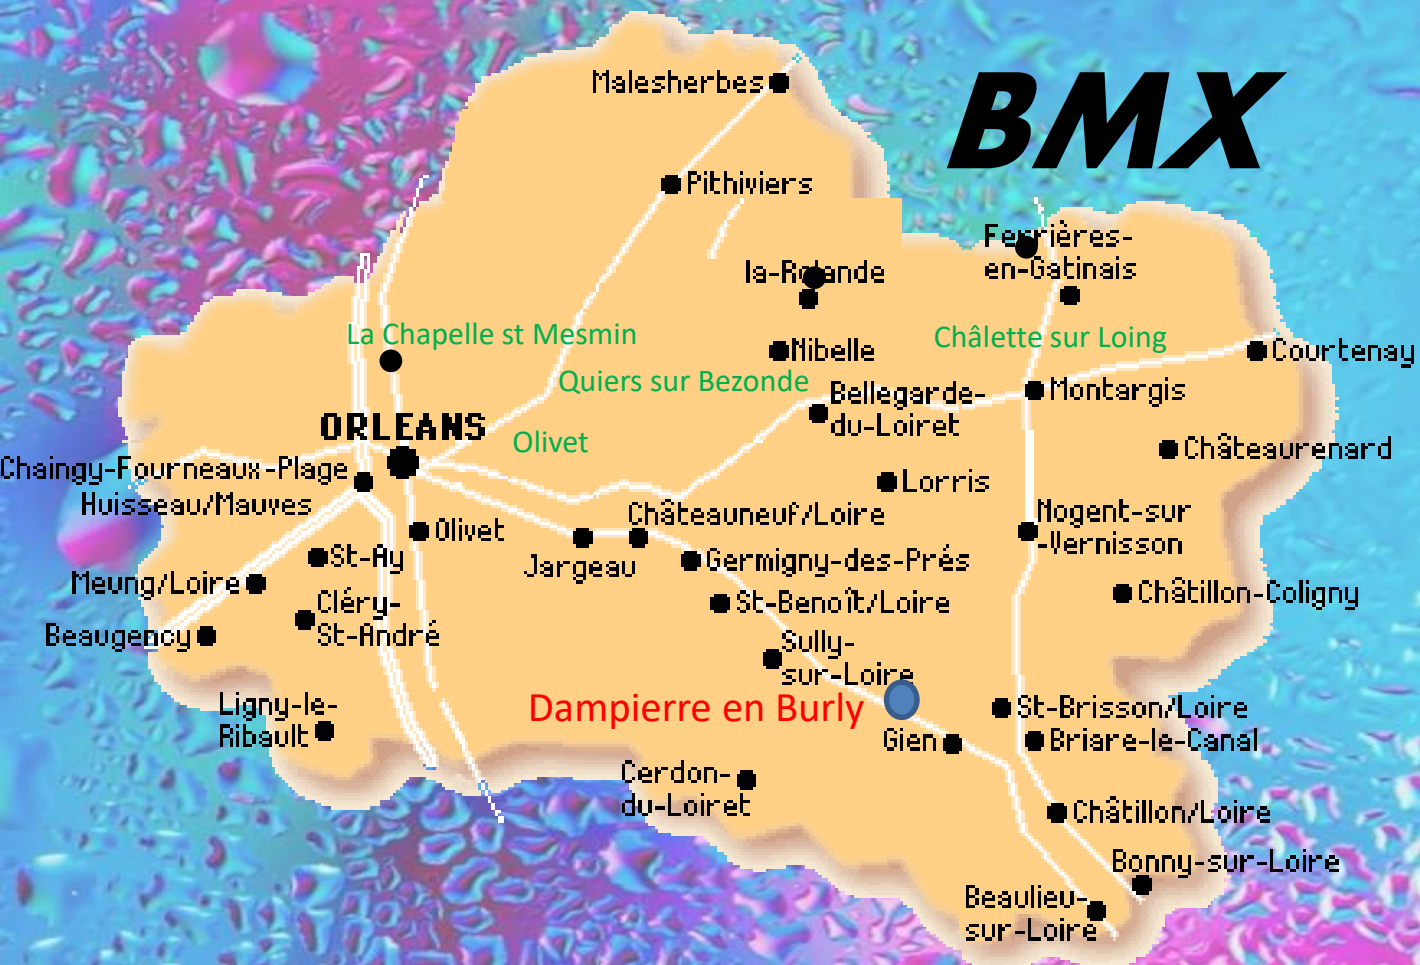 Malesherbes
BMX
Pithiviers
Ferrières-
en-Gatinais
la-Rolande
La Chapelle st Mesmin
Châlette sur Loing
Nibelle
Courtenay
Quiers sur Bezonde
Bellegarde-
du-Loiret
Montargis
ORLEANS
Olivet
Châteaurenard
Chaingy-Fourneaux-Plage
Lorris
Huisseau/Mauves
Châteauneuf/Loire
Nogent-sur
-Vernisson
Olivet
Jargeau
St-Ay
Germigny-des-Prés
Meung/Loire
Châtillon-Coligny
Cléry-
St-André
St-Benoît/Loire
Beaugency
Sully-
sur-Loire
Ligny-le-
Ribault
Dampierre en Burly
St-Brisson/Loire
Gien
Briare-le-Canal
Cerdon-
du-Loiret
Châtillon/Loire
Bonny-sur-Loire
Beaulieu-
sur-Loire